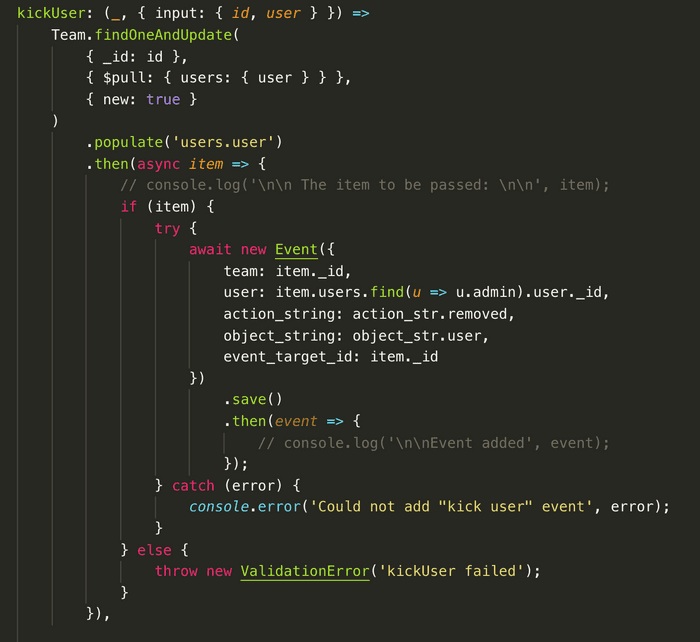 kickUser: (_, { input: { id, user } }) =>
    Team.findOneAndUpdate(
        { _id: id },
        { $pull: { users: { user } } },
        { new: true }
    )
        .populate('users.user')
        .then(async item => {
            // console.log('\n\n The item to be passed: \n\n', item);
            if (item) {
                try {
                    await new Event({
                        team: item._id,
                        user: item.users.find(u => u.admin).user._id,
                        action_string: action_str.removed,
                        object_string: object_str.user,
                        event_target_id: item._id
                    })
                        .save()
                        .then(event => {
                            // console.log('\n\nEvent added', event);
                        });
                } catch (error) {
                    console.error('Could not add "kick user" event', error);
                }
            } else {
                throw new ValidationError('kickUser failed');
            }
        }),